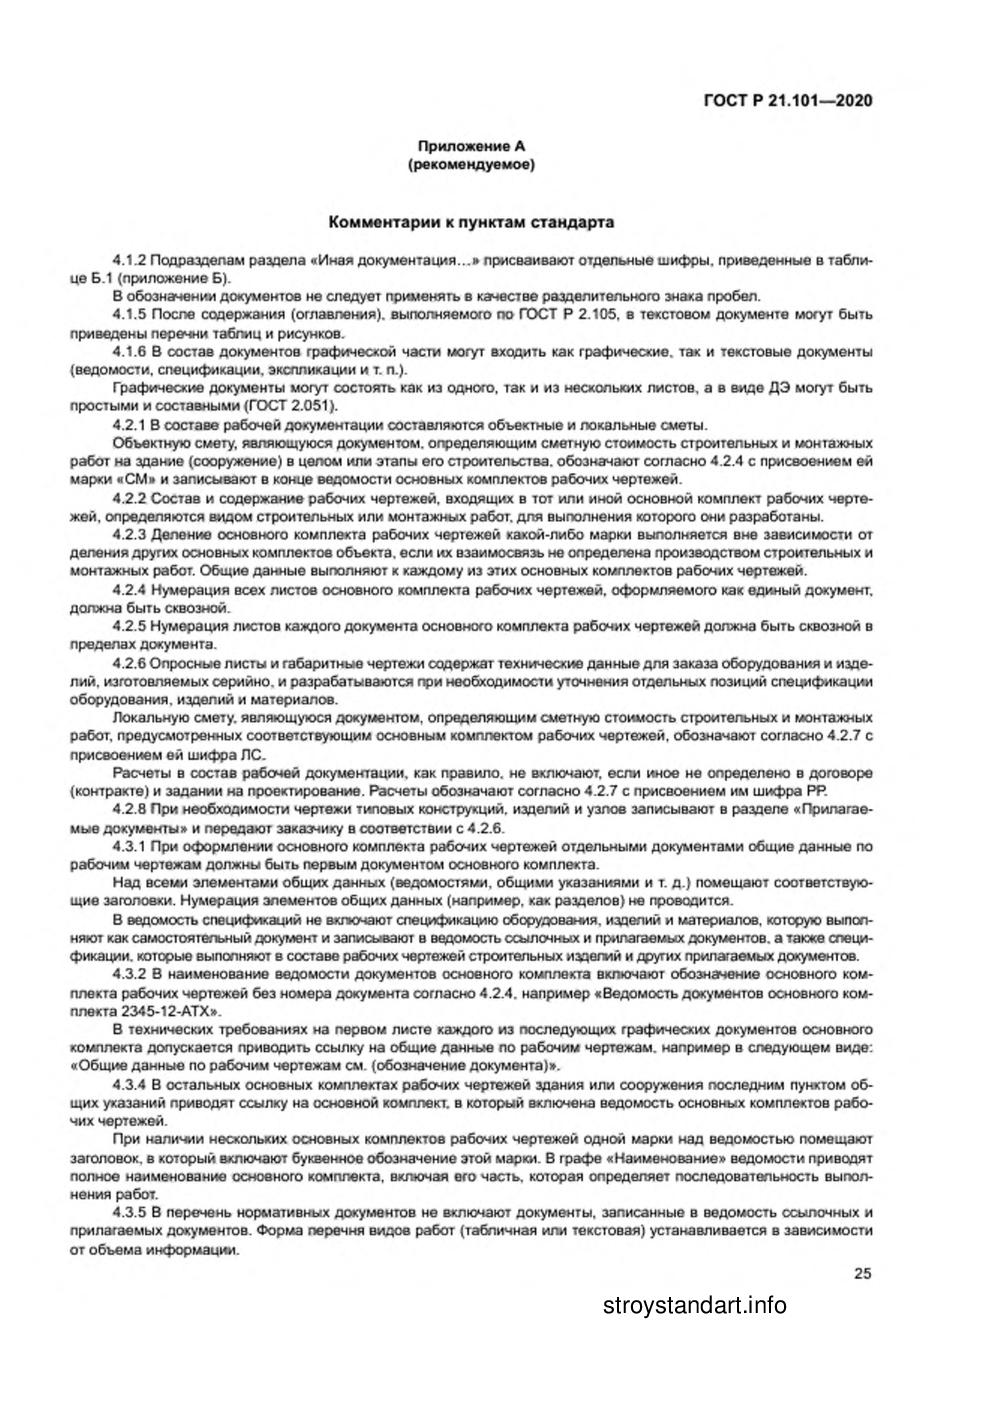 ГОСТ Р 21.101—2020
Приложение А
(рекомендуемое)
Комментарии к пунктам стандарта
4.1.2 Подразделам раздела «Иная документация...» присваивают отдельные шифры, приведенные в табли-
це Б.1 (приложение Б).
В обозначении документов не следует применять в качестве разделительного знака пробел.
4.1.5 После содержания (оглавления), выполняемого по ГОСТ Р 2.105, в текстовом документе могут быть
приведены перечни таблиц и рисунков.
4.1.6 В состав документов графической части могут входить как графические, так и текстовые документы
(ведомости, спецификации, экспликации и т. п.).
Графические документы могут состоять как из одного, так и из нескольких листов, а в виде ДЭ могут быть
простыми и составными (ГОСТ 2.051).
4.2.1 В составе рабочей документации составляются объектные и локальные сметы.
Объектную смету, являющуюся документом, определяющим сметную стоимость строительных и монтажных
работ на здание (сооружение) в целом или этапы его строительства, обозначают согласно 4.2.4 с присвоением ей
марки «СМ» и записывают в конце ведомости основных комплектов рабочих чертежей.
4.2.2 Состав и содержание рабочих чертежей, входящих в тот или иной основной комплект рабочих черте-
жей, определяются видом строительных или монтажных работ, для выполнения которого они разработаны.
4.2.3 Деление основного комплекта рабочих чертежей какой-либо марки выполняется вне зависимости от
деления других основных комплектов объекта, если их взаимосвязь не определена производством строительных и
монтажных работ. Общие данные выполняют к каждому из этих основных комплектов рабочих чертежей.
4.2.4 Нумерация всех листов основного комплекта рабочих чертежей, оформляемого как единый документ,
должна быть сквозной.
4.2.5 Нумерация листов каждого документа основного комплекта рабочих чертежей должна быть сквозной в
пределах документа.
4.2.6 Опросные листы и габаритные чертежи содержат технические данные для заказа оборудования и изде-
лий, изготовляемых серийно, и разрабатываются при необходимости уточнения отдельных позиций спецификации
оборудования, изделий и материалов.
Локальную смету, являющуюся документом, определяющим сметную стоимость строительных и монтажных
работ, предусмотренных соответствующим основным комплектом рабочих чертежей, обозначают согласно 4.2.7 с
присвоением ей шифра ЛС.
Расчеты в состав рабочей документации, как правило, не включают, если иное не определено в договоре
(контракте) и задании на проектирование. Расчеты обозначают согласно 4.2.7 с присвоением им шифра РР.
4.2.8 При необходимости чертежи типовых конструкций, изделий и узлов записывают в разделе «Прилагае-
мые документы» и передают заказчику в соответствии с 4.2.6.
4.3.1 При оформлении основного комплекта рабочих чертежей отдельными документами общие данные по
рабочим чертежам должны быть первым документом основного комплекта.
Над всеми элементами общих данных (ведомостями, общими указаниями и т. д.) помещают соответствую-
щие заголовки. Нумерация элементов общих данных (например, как разделов) не проводится.
В ведомость спецификаций не включают спецификацию оборудования, изделий и материалов, которую выпол-
няют как самостоятельный документ и записывают в ведомость ссылочных и прилагаемых документов, а также специ-
фикации, которые выполняют в составе рабочих чертежей строительных изделий и других прилагаемых документов.
4.3.2 В наименование ведомости документов основного комплекта включают обозначение основного ком-
плекта рабочих чертежей без номера документа согласно 4.2.4, например «Ведомость документов основного ком-
плекта 2345-12-АТХ».
В технических требованиях на первом листе каждого из последующих графических документов основного
комплекта допускается приводить ссылку на общие данные по рабочим чертежам, например в следующем виде:
«Общие данные по рабочим чертежам см. (обозначение документа)».
4.3.4 В остальных основных комплектах рабочих чертежей здания или сооружения последним пунктом об-
щих указаний приводят ссылку на основной комплект, в который включена ведомость основных комплектов рабо-
чих чертежей.
При наличии нескольких основных комплектов рабочих чертежей одной марки над ведомостью помещают
заголовок, в который включают буквенное обозначение этой марки. В графе «Наименование» ведомости приводят
полное наименование основного комплекта, включая его часть, которая определяет последовательность выпол-
нения работ.
4.3.5 В перечень нормативных документов не включают документы, записанные в ведомость ссылочных и
прилагаемых документов. Форма перечня видов работ (табличная или текстовая) устанавливается в зависимости
от объема информации.
25
stroystandart.info